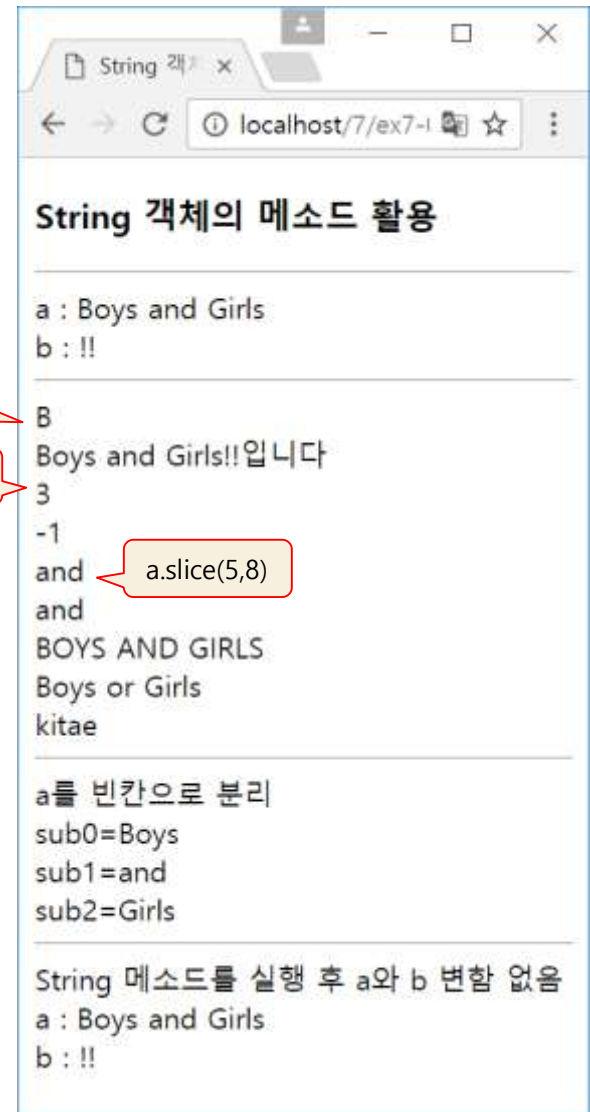 String 객체
localhost/7/ex7-
String 객체의 메소드 활용
a : Boys and Girls
b : !!
B
Boys and Girls!!입니다
3
-1
and
a.slice(5,8)
and
BOYS AND GIRLS
Boys or Girls
kitae
a를 빈칸으로 분리
sub0=Boys
sub1=and
sub2=Girls
String 메소드를 실행 후 a와 b 변함 없음
a : Boys and Girls
b : !!